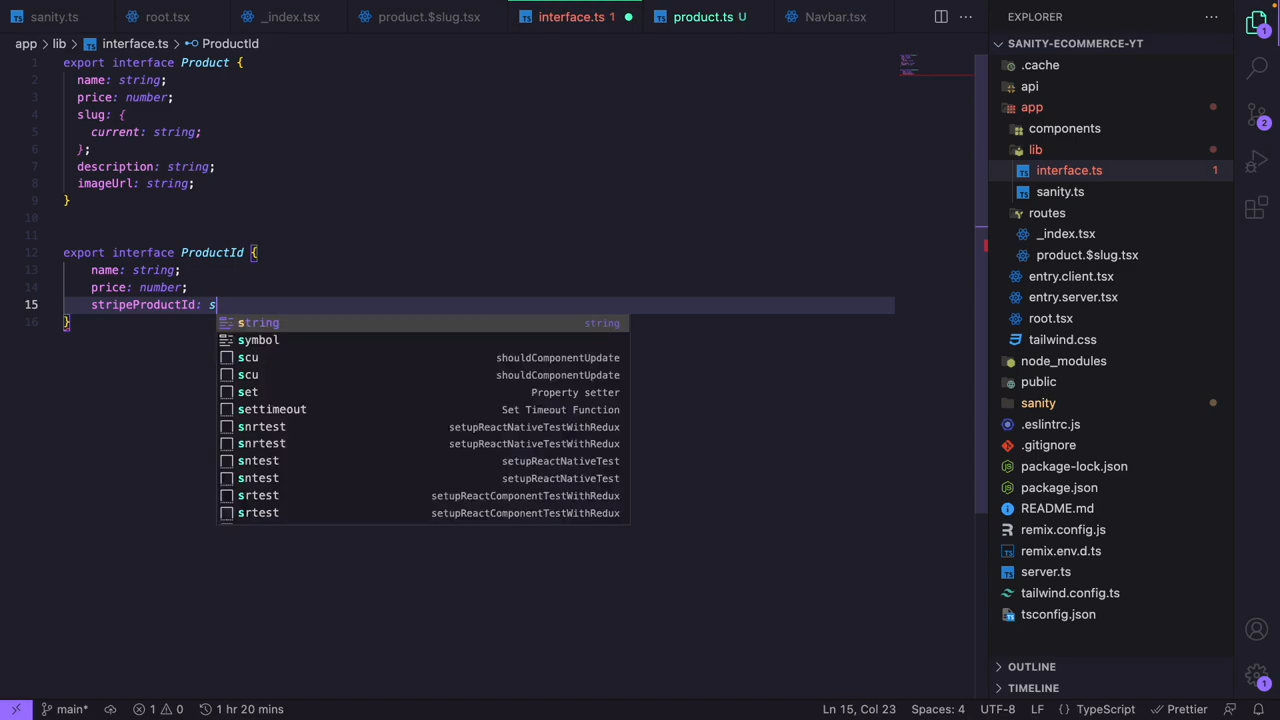 sanity.ts
root.tsx
_index.tsx
product.$slug.tsx
interface.ts 1
product.ts U
Navbar.tsx
app > lib > interface.ts > ProductId
1 export interface Product {
2 name: string;
3 price: number;
4 slug: {
5 current: string;
6 };
7 description: string;
8 imageUrl: string;
9 }
10
11
12 export interface ProductId {
13 name: string;
14 price: number;
15 stripeProductId: s
16 }
string string
symbol
scu shouldComponentUpdate
scu shouldComponentUpdate
set Property setter
settimeout Set Timeout Function
snrtest setupReactNativeTestWithRedux
snrtest setupReactNativeTestWithRedux
sntest setupReactNativeTest
sntest setupReactNativeTest
srtest setupReactComponentTestWithRedux
srtest setupReactComponentTestWithRedux
EXPLORER
SANITY-ECOMMERCE-YT
.cache
api
app
components
lib
interface.ts 1
sanity.ts
routes
_index.tsx
product.$slug.tsx
entry.client.tsx
entry.server.tsx
root.tsx
tailwind.css
node_modules
public
sanity
.eslintrc.js
.gitignore
package-lock.json
package.json
README.md
remix.config.js
remix.env.d.ts
server.ts
tailwind.config.ts
tsconfig.json
OUTLINE
TIMELINE
1
2
1
main* 1 0 1 hr 20 mins Ln 15, Col 23 Spaces: 4 UTF-8 LF {} TypeScript Prettier